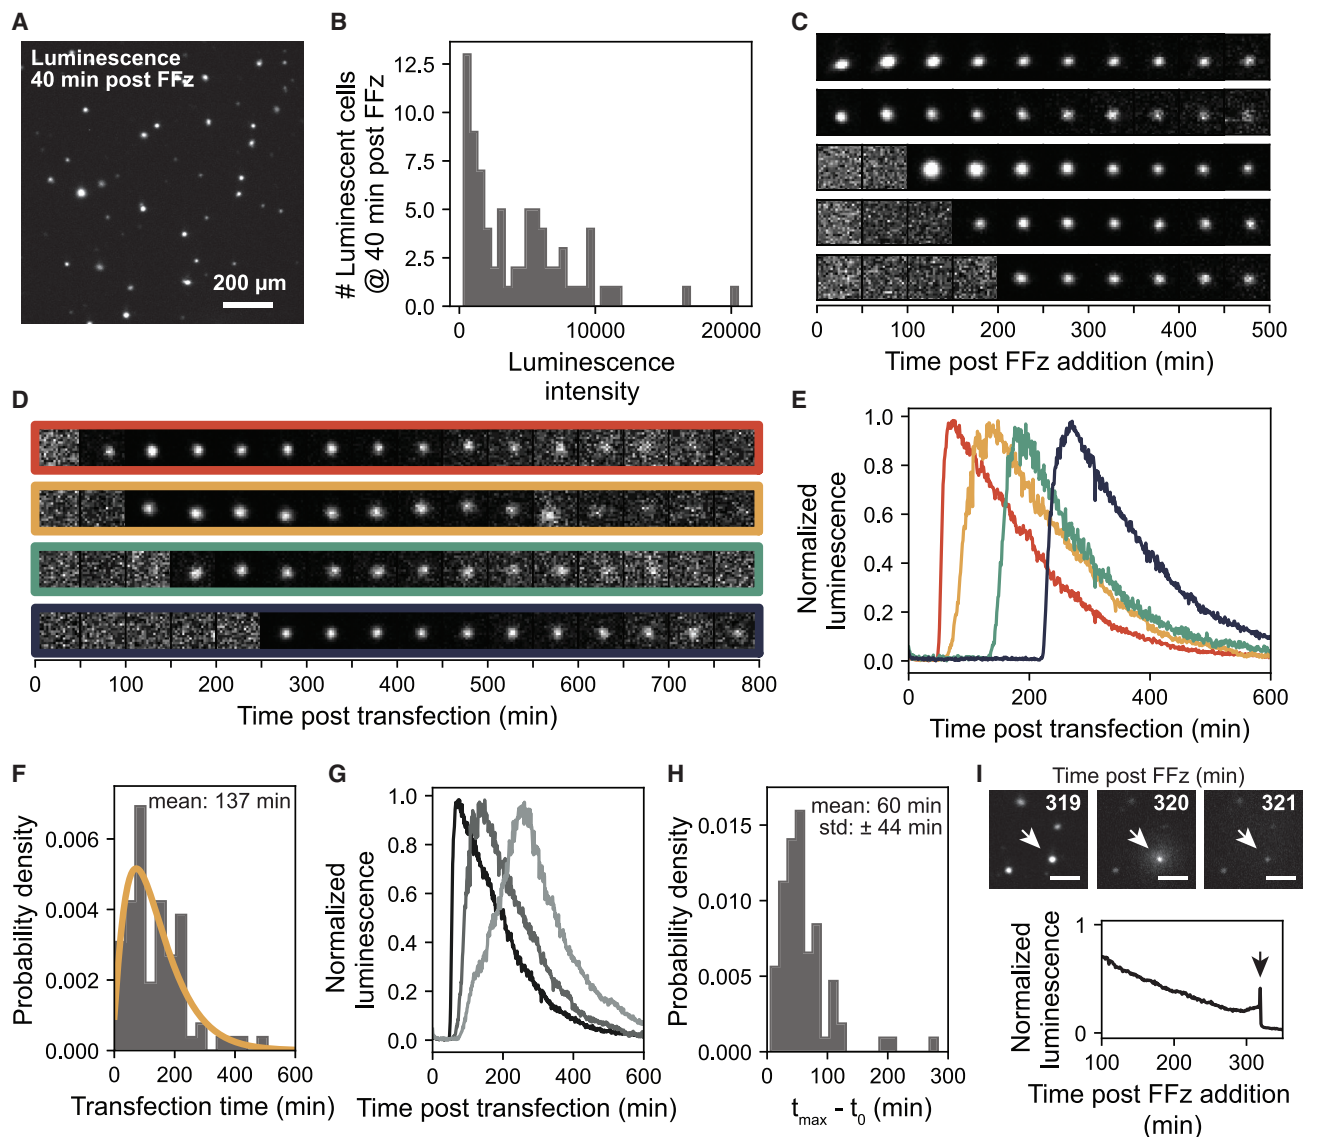 A
Luminescence
40 min post FFz
200 µm
B
# Luminescent cells
@ 40 min post FFz
12.5
10.0
7.5
5.0
2.5
0.0
0 10000 20000
Luminescence
intensity
C
0 100 200 300 400 500
Time post FFz addition (min)
D
0 100 200 300 400 500 600 700 800
Time post transfection (min)
E
Normalized
luminescence
1.0
0.8
0.6
0.4
0.2
0.0
0 200 400 600
Time post transfection (min)
F
mean: 137 min
Probability density
0.006
0.004
0.002
0.000
0 200 400 600
Transfection time (min)
G
Normalized
luminescence
1.0
0.8
0.6
0.4
0.2
0.0
0 200 400 600
Time post transfection (min)
H
mean: 60 min
std: ± 44 min
Probability density
0.015
0.010
0.005
0.000
0 100 200 300
tmax - t0 (min)
I
Time post FFz (min)
319 320 321
Normalized
luminescence
1
0
100 200 300
Time post FFz addition
(min)